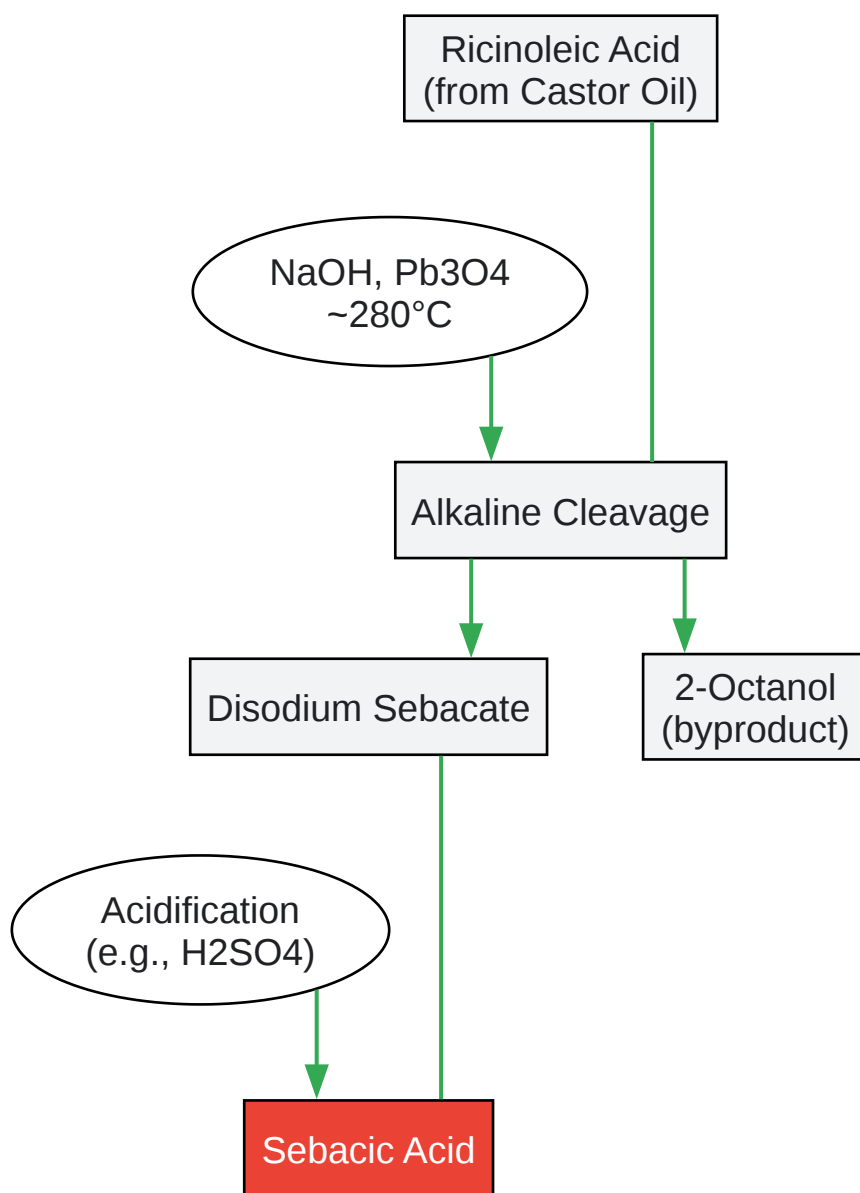 Ricinoleic Acid
(from Castor Oil)
NaOH, Pb3O4
~280°C
Alkaline Cleavage
Disodium Sebacate
2-Octanol
(byproduct)
Acidification
(e.g., H2SO4)
Sebacic Acid